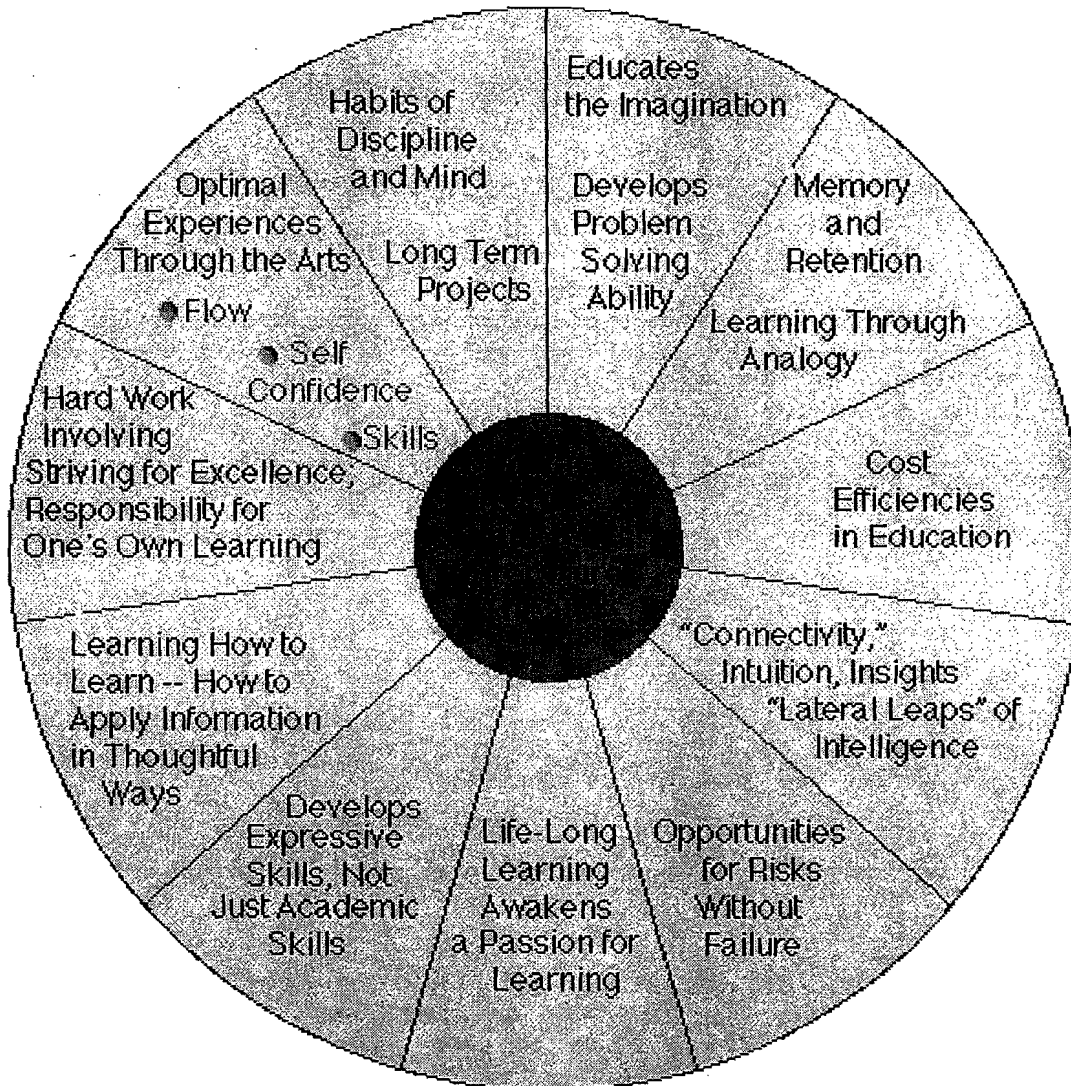 Educates
the Imagination
Develops
Problem
Solving
Ability
Memory
and
Retention
Learning Through
Analogy
Cost
Efficiencies
in Education
"Connectivity,"
Intuition, Insights
"Lateral Leaps" of
Intelligence
Opportunities
for Risks
Without
Failure
Life-Long
Learning
Awakens
a Passion for
Learning
Develops
Expressive
Skills, Not
Just Academic
Skills
Learning How to
Learn -- How to
Apply Information
in Thoughtful
Ways
Hard Work
Involving
Striving for Excellence;
Responsibility for
One's Own Learning
Optimal
Experiences
Through the Arts
Flow
Self
Confidence
Skills
Habits of
Discipline
and Mind
Long Term
Projects